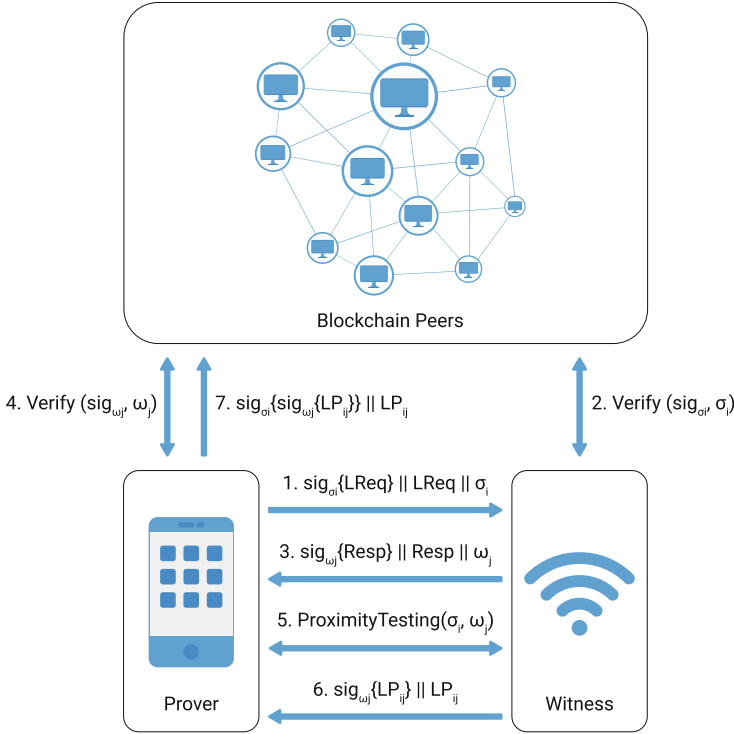 Blockchain Peers
4. Verify (sig_ωj, ω_j)
7. sig_σi{sig_ωj{LP_ij}} || LP_ij
2. Verify (sig_σi, σ_i)
1. sig_σi{LReq} || LReq || σ_i
3. sig_ωj{Resp} || Resp || ω_j
5. ProximityTesting(σ_i, ω_j)
6. sig_ωj{LP_ij} || LP_ij
Prover
Witness